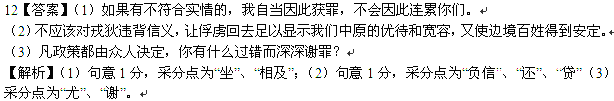 12【答案】（1）如果有不符合实情的，我自当因此获罪，不会因此连累你们。
（2）不应该对戎狄违背信义，让俘虏回去足以显示我们中原的优待和宽容，又使边境百姓得到安定。
（3）凡政策都由众人决定，你有什么过错而深深谢罪？
【解析】（1）句意 1 分，采分点为“坐”、“相及”；（2）句意 1 分，采分点为“负信”、“还”、“贷”（3）
采分点为“尤”、“谢”。